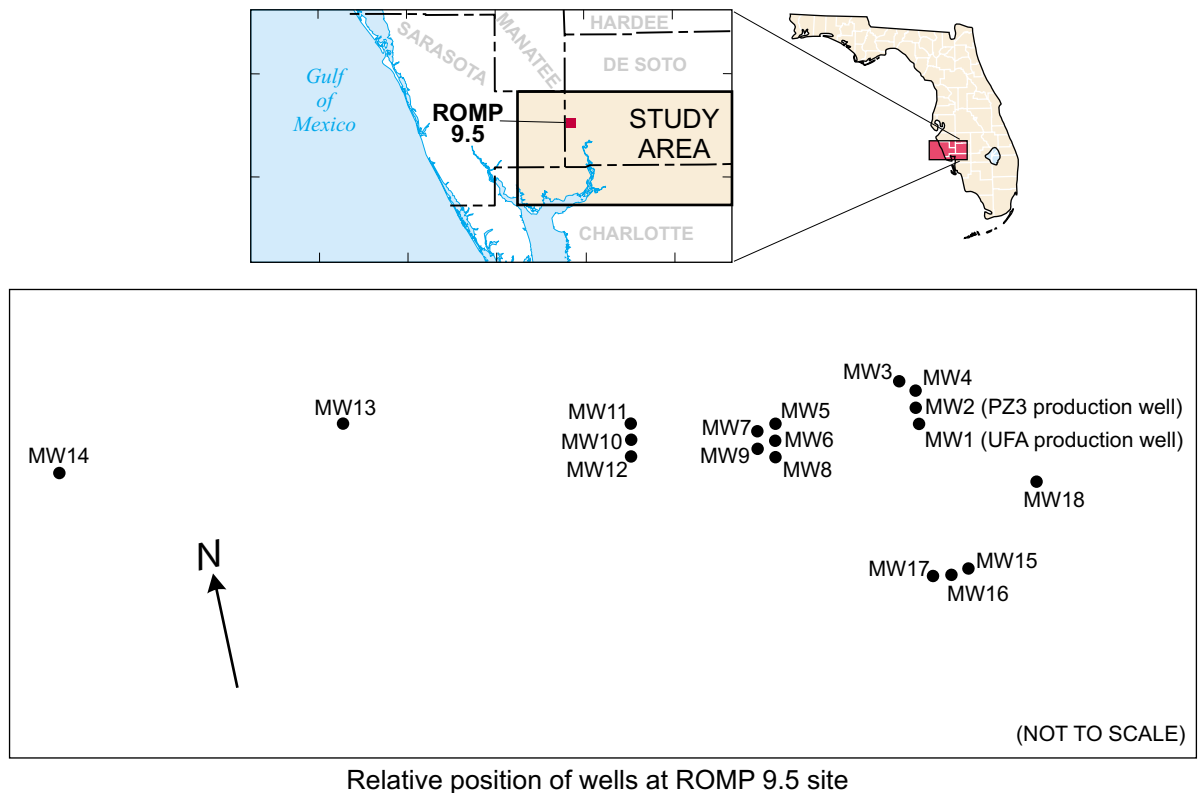 HARDEE
SARASOTA
MANATEE
DE SOTO
Gulf
of
Mexico
ROMP
9.5
STUDY
AREA
CHARLOTTE
MW3
MW4
MW13
MW11
MW5
MW2 (PZ3 production well)
MW7
MW10
MW6
MW1 (UFA production well)
MW14
MW9
MW12
MW8
MW18
N
MW17
MW15
MW16
(NOT TO SCALE)
Relative position of wells at ROMP 9.5 site